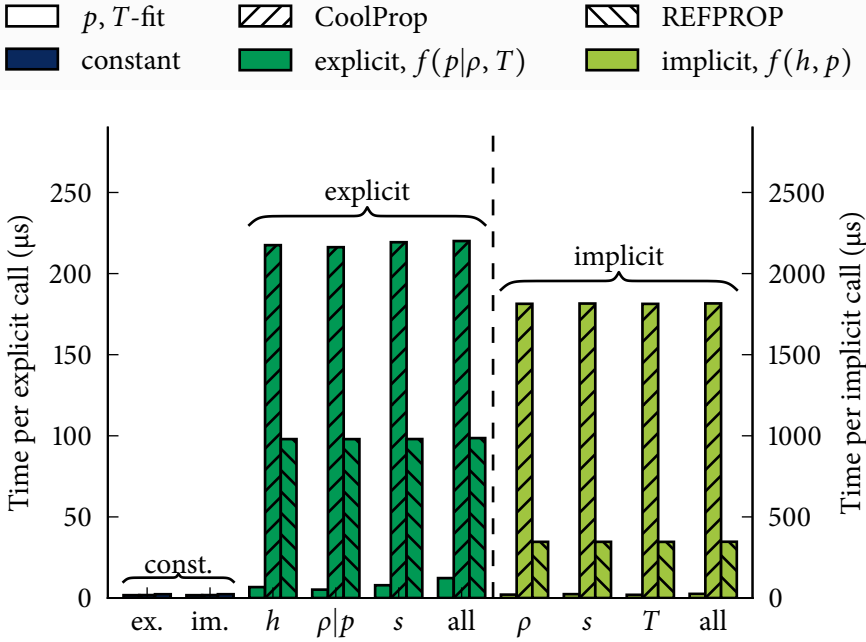 p, T-fit CoolProp REFPROP
constant explicit, f(p|ρ, T) implicit, f(h, p)
Time per explicit call (µs)
250
200
150
100
50
0
const.
explicit
implicit
2500
2000
1500
1000
500
0
Time per implicit call (µs)
ex. im. h ρ|p s all ρ s T all